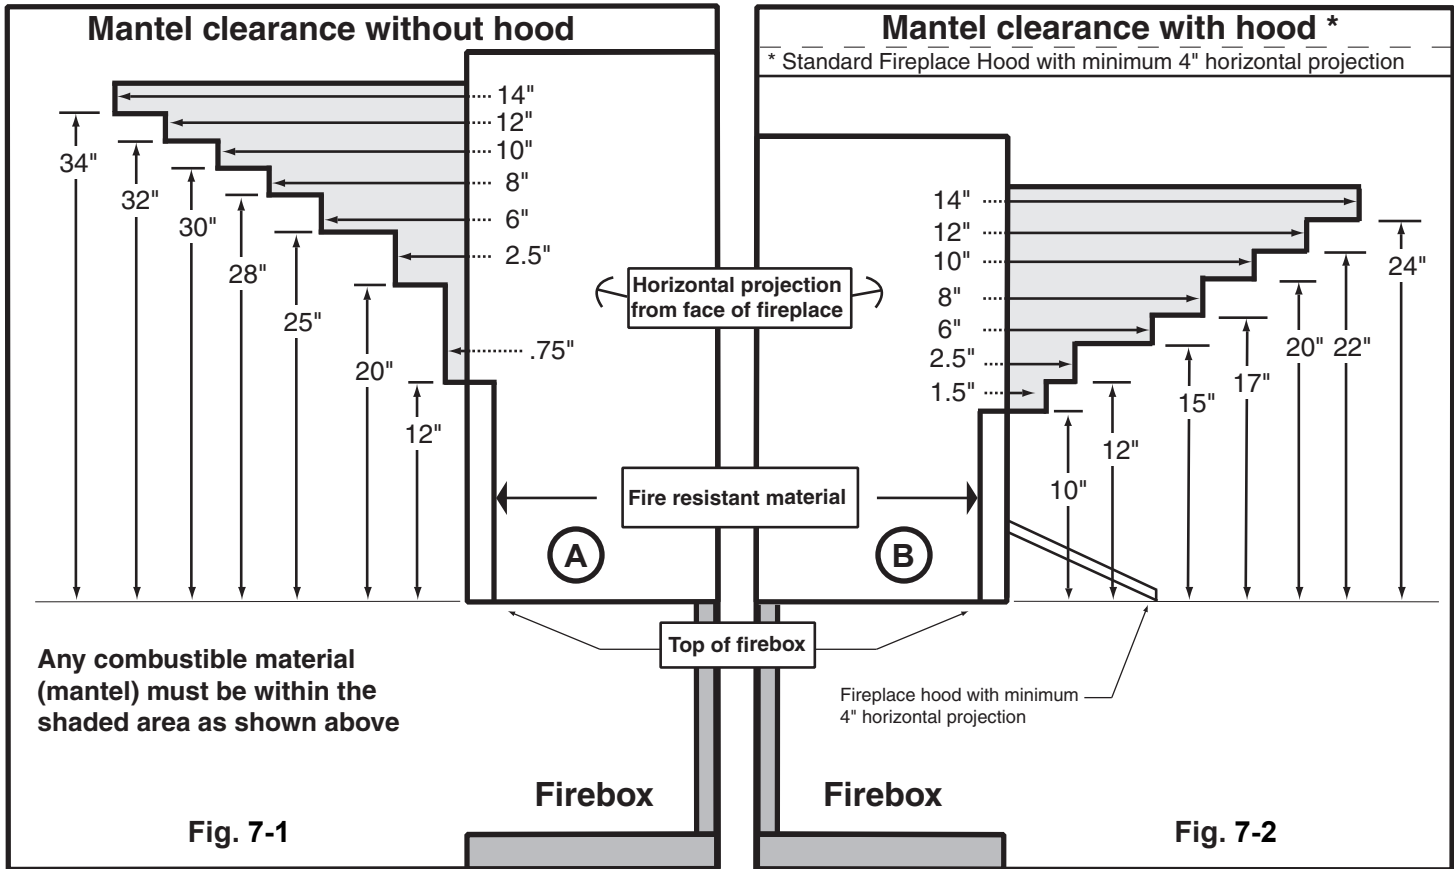 Mantel clearance without hood
14"
12"
10"
8"
6"
2.5"
.75"
34"
32"
30"
28"
25"
20"
12"
A
Any combustible material
(mantel) must be within the
shaded area as shown above
Firebox
Fig. 7-1
Horizontal projection
from face of fireplace
Fire resistant material
Top of firebox
Mantel clearance with hood *
* Standard Fireplace Hood with minimum 4" horizontal projection
14"
12"
10"
8"
6"
2.5"
1.5"
10"
12"
15"
17"
20"
22"
24"
B
Fireplace hood with minimum
4" horizontal projection
Firebox
Fig. 7-2